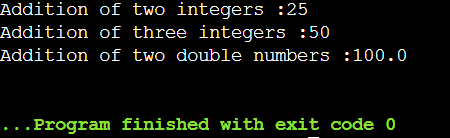 Addition of two integers :25
Addition of three integers :50
Addition of two double numbers :100.0
...Program finished with exit code 0